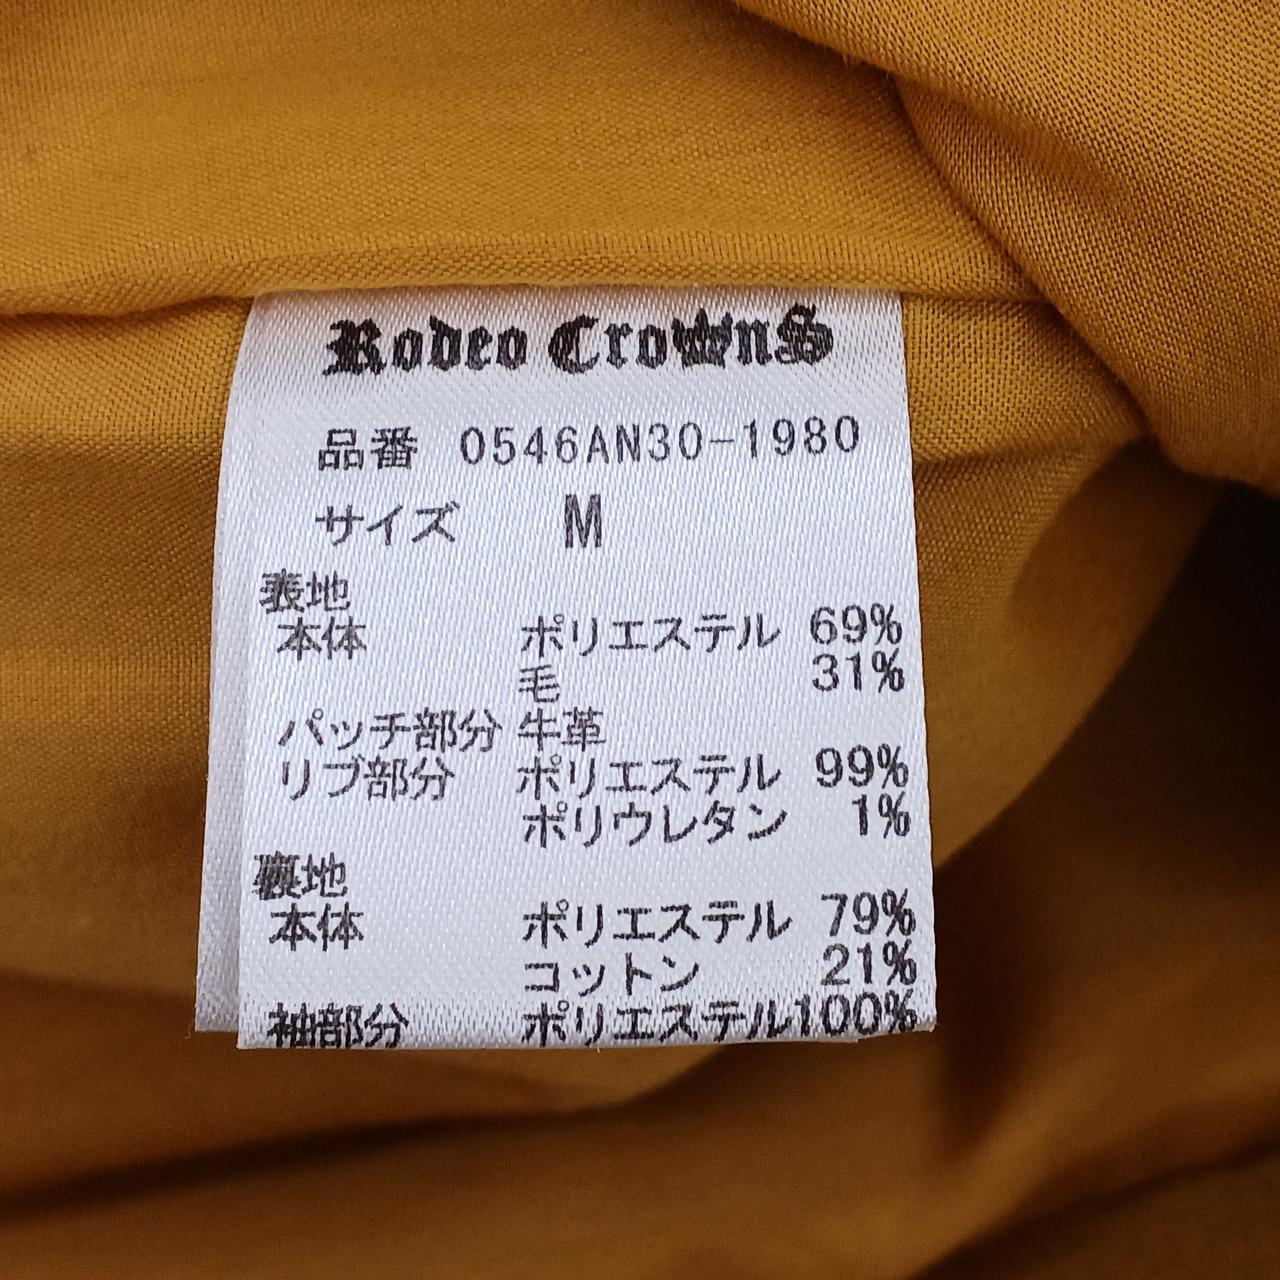 Rodeo CrownS
品番 0546AN30-1980
サイズ M
表地
本体 ポリエステル 69%
毛 31%
パッチ部分 牛革
リブ部分 ポリエステル 99%
ポリウレタン 1%
裏地
本体 ポリエステル 79%
コットン 21%
袖部分 ポリエステル100%